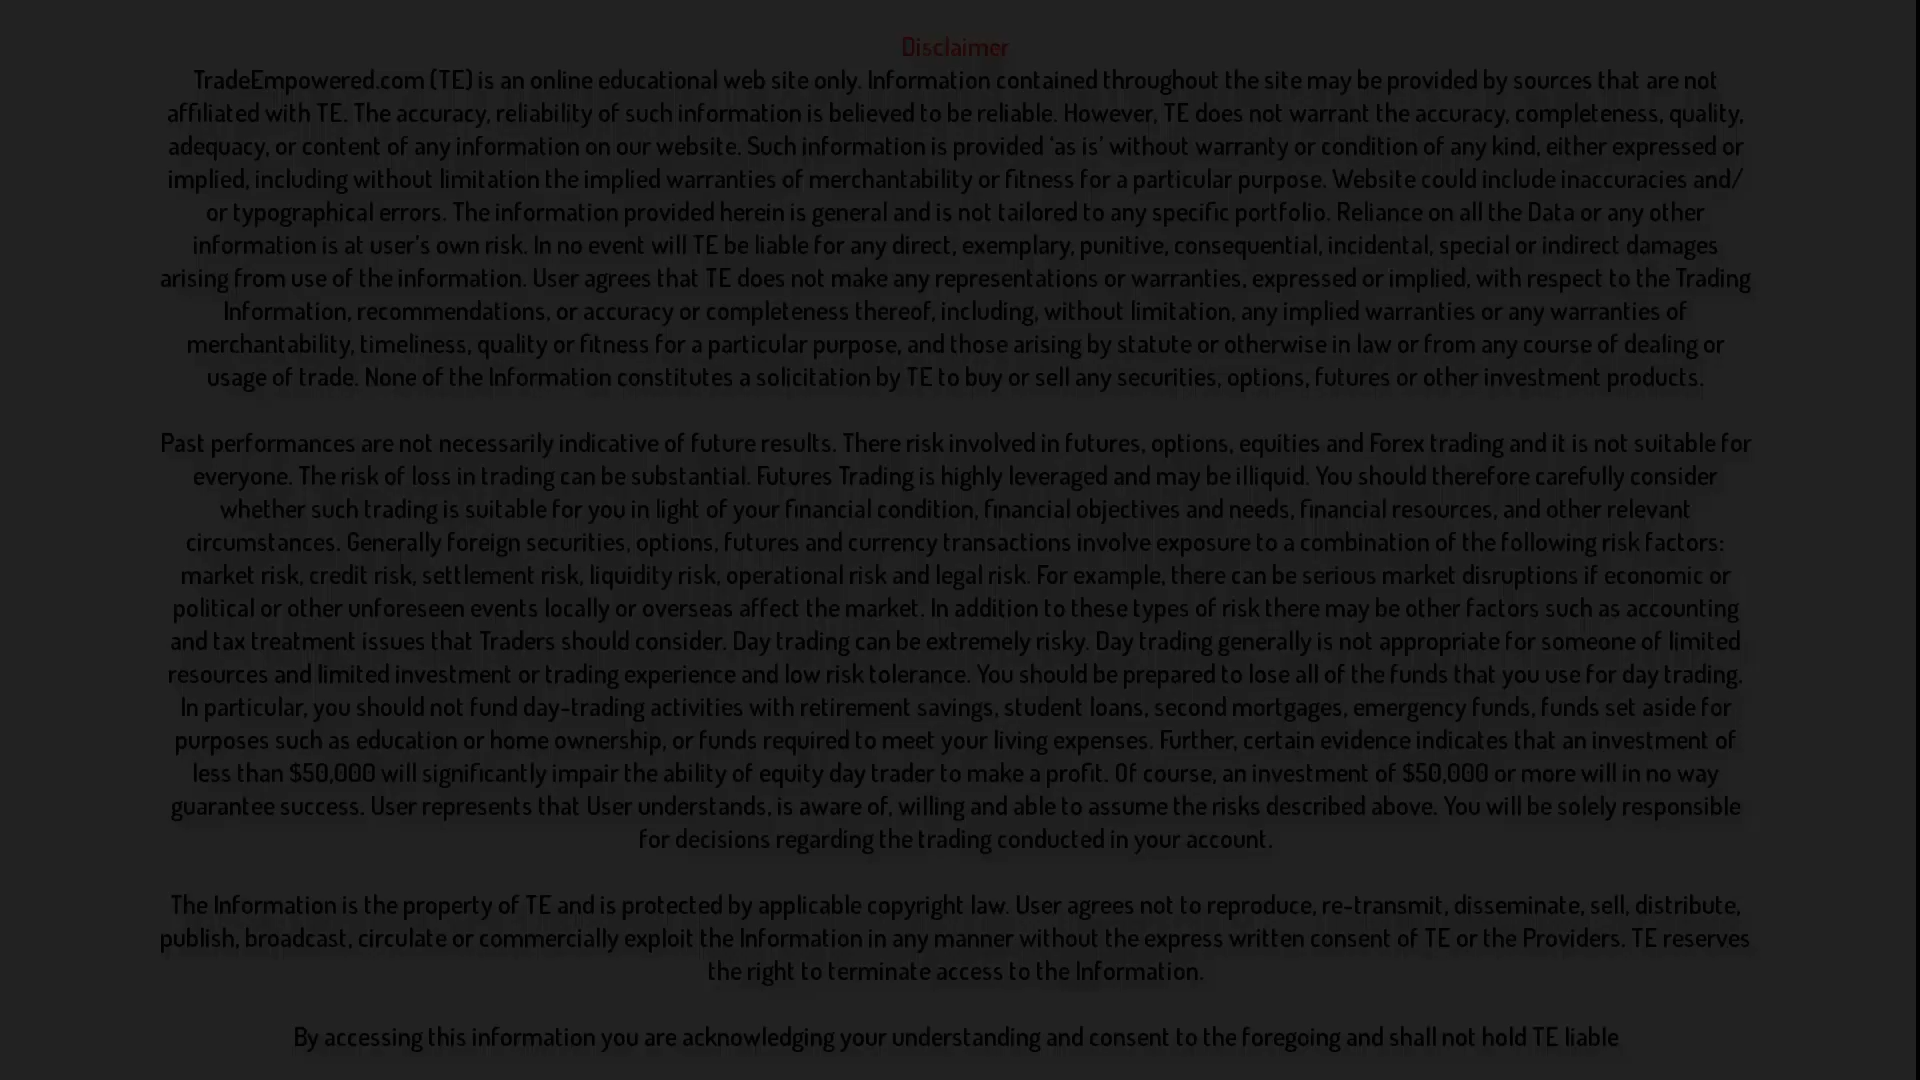 Disclaimer
TradeEmpowered.com (TE) is an online educational web site only. Information contained throughout the site may be provided by sources that are not
affiliated with TE. The accuracy, reliability of such information is believed to be reliable. However, TE does not warrant the accuracy, completeness, quality,
adequacy, or content of any information on our website. Such information is provided 'as is' without warranty or condition of any kind, either expressed or
implied, including without limitation the implied warranties of merchantability or fitness for a particular purpose. Website could include inaccuracies and/
or typographical errors. The information provided herein is general and is not tailored to any specific portfolio. Reliance on all the Data or any other
information is at user's own risk. In no event will TE be liable for any direct, exemplary, punitive, consequential, incidental, special or indirect damages
arising from use of the information. User agrees that TE does not make any representations or warranties, expressed or implied, with respect to the Trading
Information, recommendations, or accuracy or completeness thereof, including, without limitation, any implied warranties or any warranties of
merchantability, timeliness, quality or fitness for a particular purpose, and those arising by statute or otherwise in law or from any course of dealing or
usage of trade. None of the Information constitutes a solicitation by TE to buy or sell any securities, options, futures or other investment products.
Past performances are not necessarily indicative of future results. There risk involved in futures, options, equities and Forex trading and it is not suitable for
everyone. The risk of loss in trading can be substantial. Futures Trading is highly leveraged and may be illiquid. You should therefore carefully consider
whether such trading is suitable for you in light of your financial condition, financial objectives and needs, financial resources, and other relevant
circumstances. Generally foreign securities, options, futures and currency transactions involve exposure to a combination of the following risk factors:
market risk, credit risk, settlement risk, liquidity risk, operational risk and legal risk. For example, there can be serious market disruptions if economic or
political or other unforeseen events locally or overseas affect the market. In addition to these types of risk there may be other factors such as accounting
and tax treatment issues that Traders should consider. Day trading can be extremely risky. Day trading generally is not appropriate for someone of limited
resources and limited investment or trading experience and low risk tolerance. You should be prepared to lose all of the funds that you use for day trading.
In particular, you should not fund day-trading activities with retirement savings, student loans, second mortgages, emergency funds, funds set aside for
purposes such as education or home ownership, or funds required to meet your living expenses. Further, certain evidence indicates that an investment of
less than $50,000 will significantly impair the ability of equity day trader to make a profit. Of course, an investment of $50,000 or more will in no way
guarantee success. User represents that User understands, is aware of, willing and able to assume the risks described above. You will be solely responsible
for decisions regarding the trading conducted in your account.
The Information is the property of TE and is protected by applicable copyright law. User agrees not to reproduce, re-transmit, disseminate, sell, distribute,
publish, broadcast, circulate or commercially exploit the Information in any manner without the express written consent of TE or the Providers. TE reserves
the right to terminate access to the Information.
By accessing this information you are acknowledging your understanding and consent to the foregoing and shall not hold TE liable